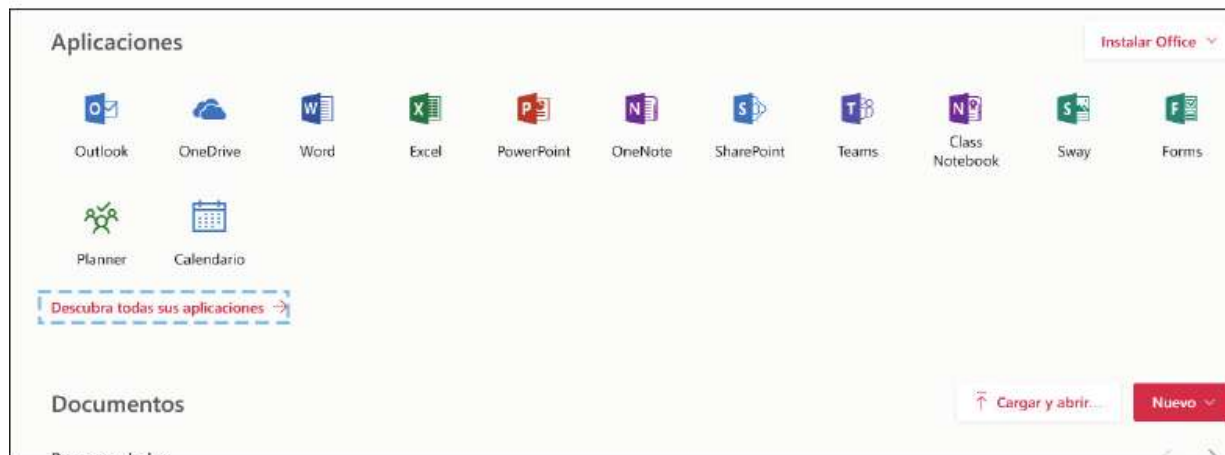 Aplicaciones
Instalar Office
Outlook
OneDrive
Word
Excel
PowerPoint
OneNote
SharePoint
Teams
Class
Notebook
Sway
Forms
Planner
Calendario
Descubra todas sus aplicaciones →
Documentos
Cargar y abrir...
Nuevo